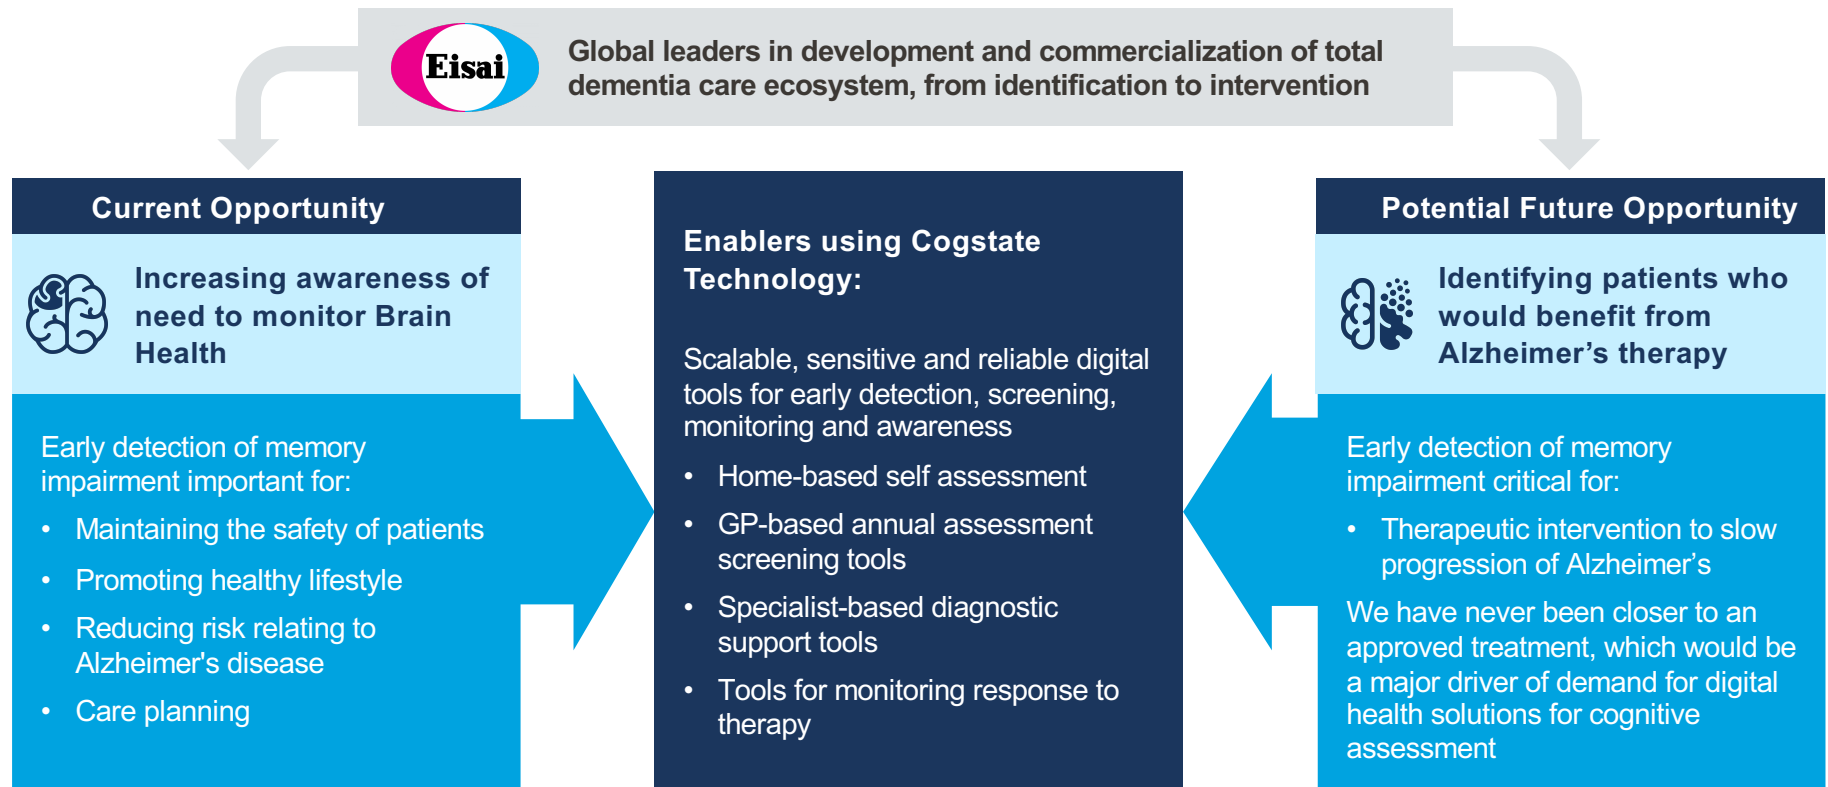 Eisai
Global leaders in development and commercialization of total
dementia care ecosystem, from identification to intervention
Current Opportunity
Increasing awareness of
need to monitor Brain
Health
Early detection of memory
impairment important for:
• Maintaining the safety of patients
• Promoting healthy lifestyle
• Reducing risk relating to
Alzheimer's disease
• Care planning
Enablers using Cogstate
Technology:
Scalable, sensitive and reliable digital
tools for early detection, screening,
monitoring and awareness
• Home-based self assessment
• GP-based annual assessment
screening tools
• Specialist-based diagnostic
support tools
• Tools for monitoring response to
therapy
Potential Future Opportunity
Identifying patients who
would benefit from
Alzheimer’s therapy
Early detection of memory
impairment critical for:
• Therapeutic intervention to slow
progression of Alzheimer’s
We have never been closer to an
approved treatment, which would be
a major driver of demand for digital
health solutions for cognitive
assessment